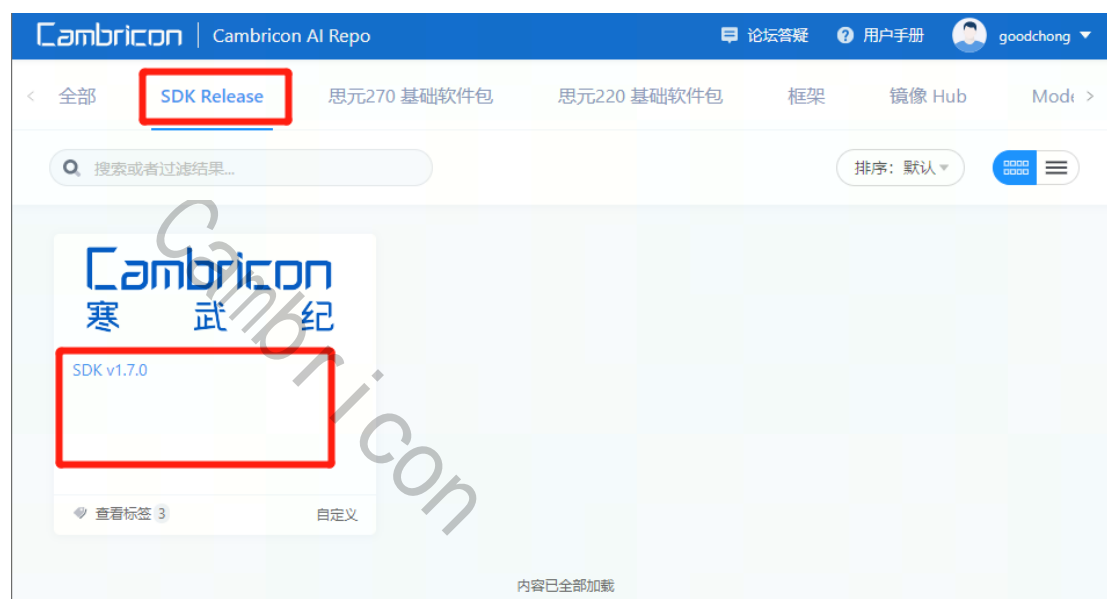 Cambricon Cambricon AI Repo 论坛答疑 用户手册 goodchong
全部 SDK Release 思元270 基础软件包 思元220 基础软件包 框架 镜像 Hub
搜索或者过滤结果... 排序：默认
Cambricon
寒武纪
SDK v1.7.0
查看标签 3 自定义
内容已全部加载
Cambricon